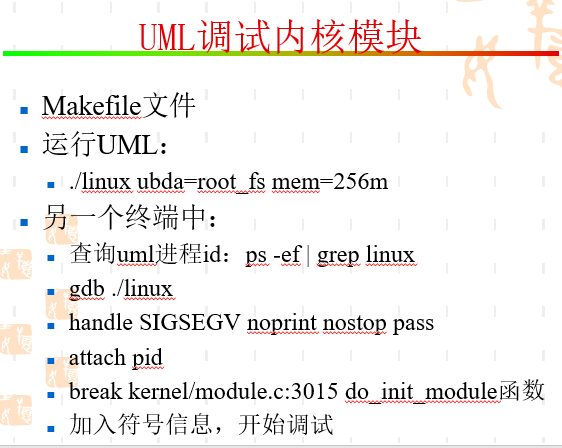 UML调试内核模块
Makefile文件
运行UML：
./linux ubda=root_fs mem=256m
另一个终端中：
查询uml进程id：ps -ef | grep linux
gdb ./linux
handle SIGSEGV noprint nostop pass
attach pid
break kernel/module.c:3015 do_init_module函数
加入符号信息，开始调试